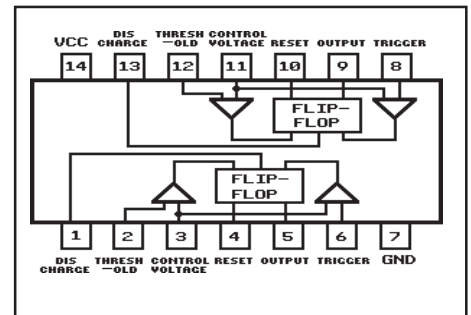 DIS THRESH CONTROL
VCC CHARGE -OLD VOLTAGE RESET OUTPUT TRIGGER
14 13 12 11 10 9 8
FLIP-
FLOP
FLIP-
FLOP
1 2 3 4 5 6 7
DIS THRESH CONTROL RESET OUTPUT TRIGGER GND
CHARGE -OLD VOLTAGE